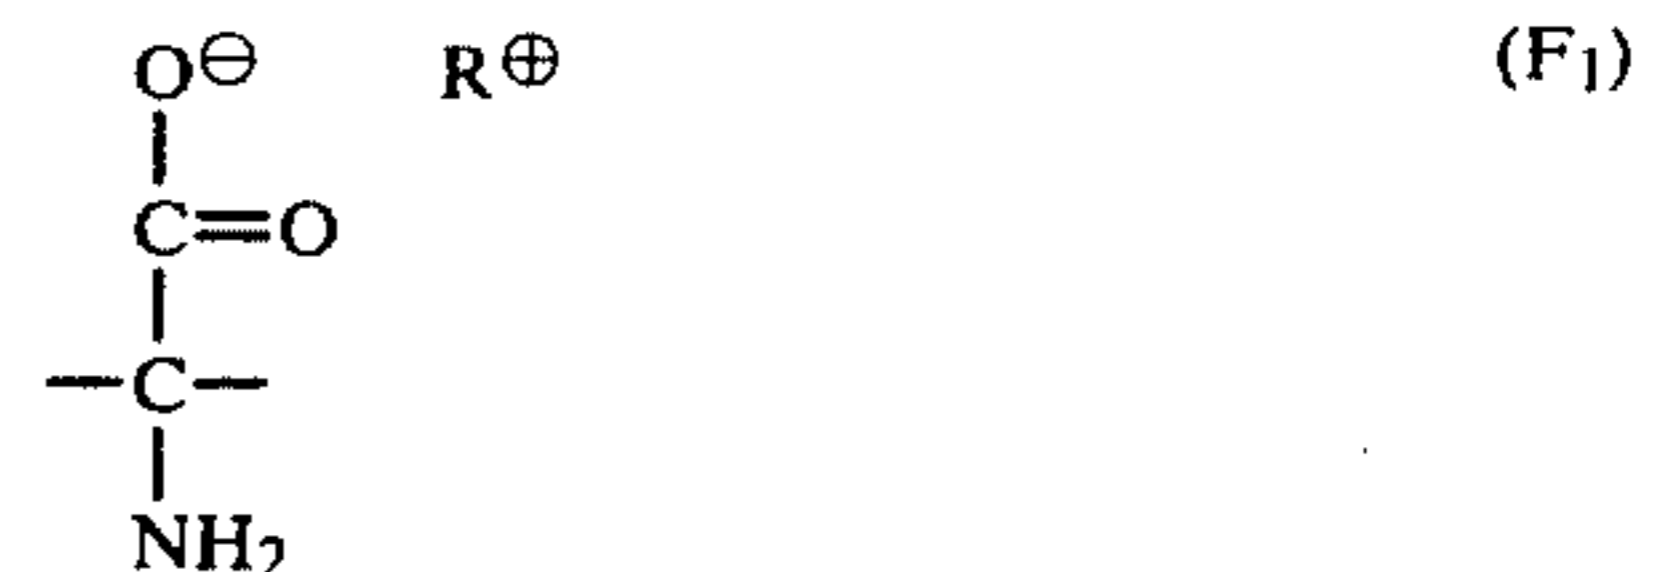 O⊖ R⊕ (F₁)
C=O
—C—
NH₂